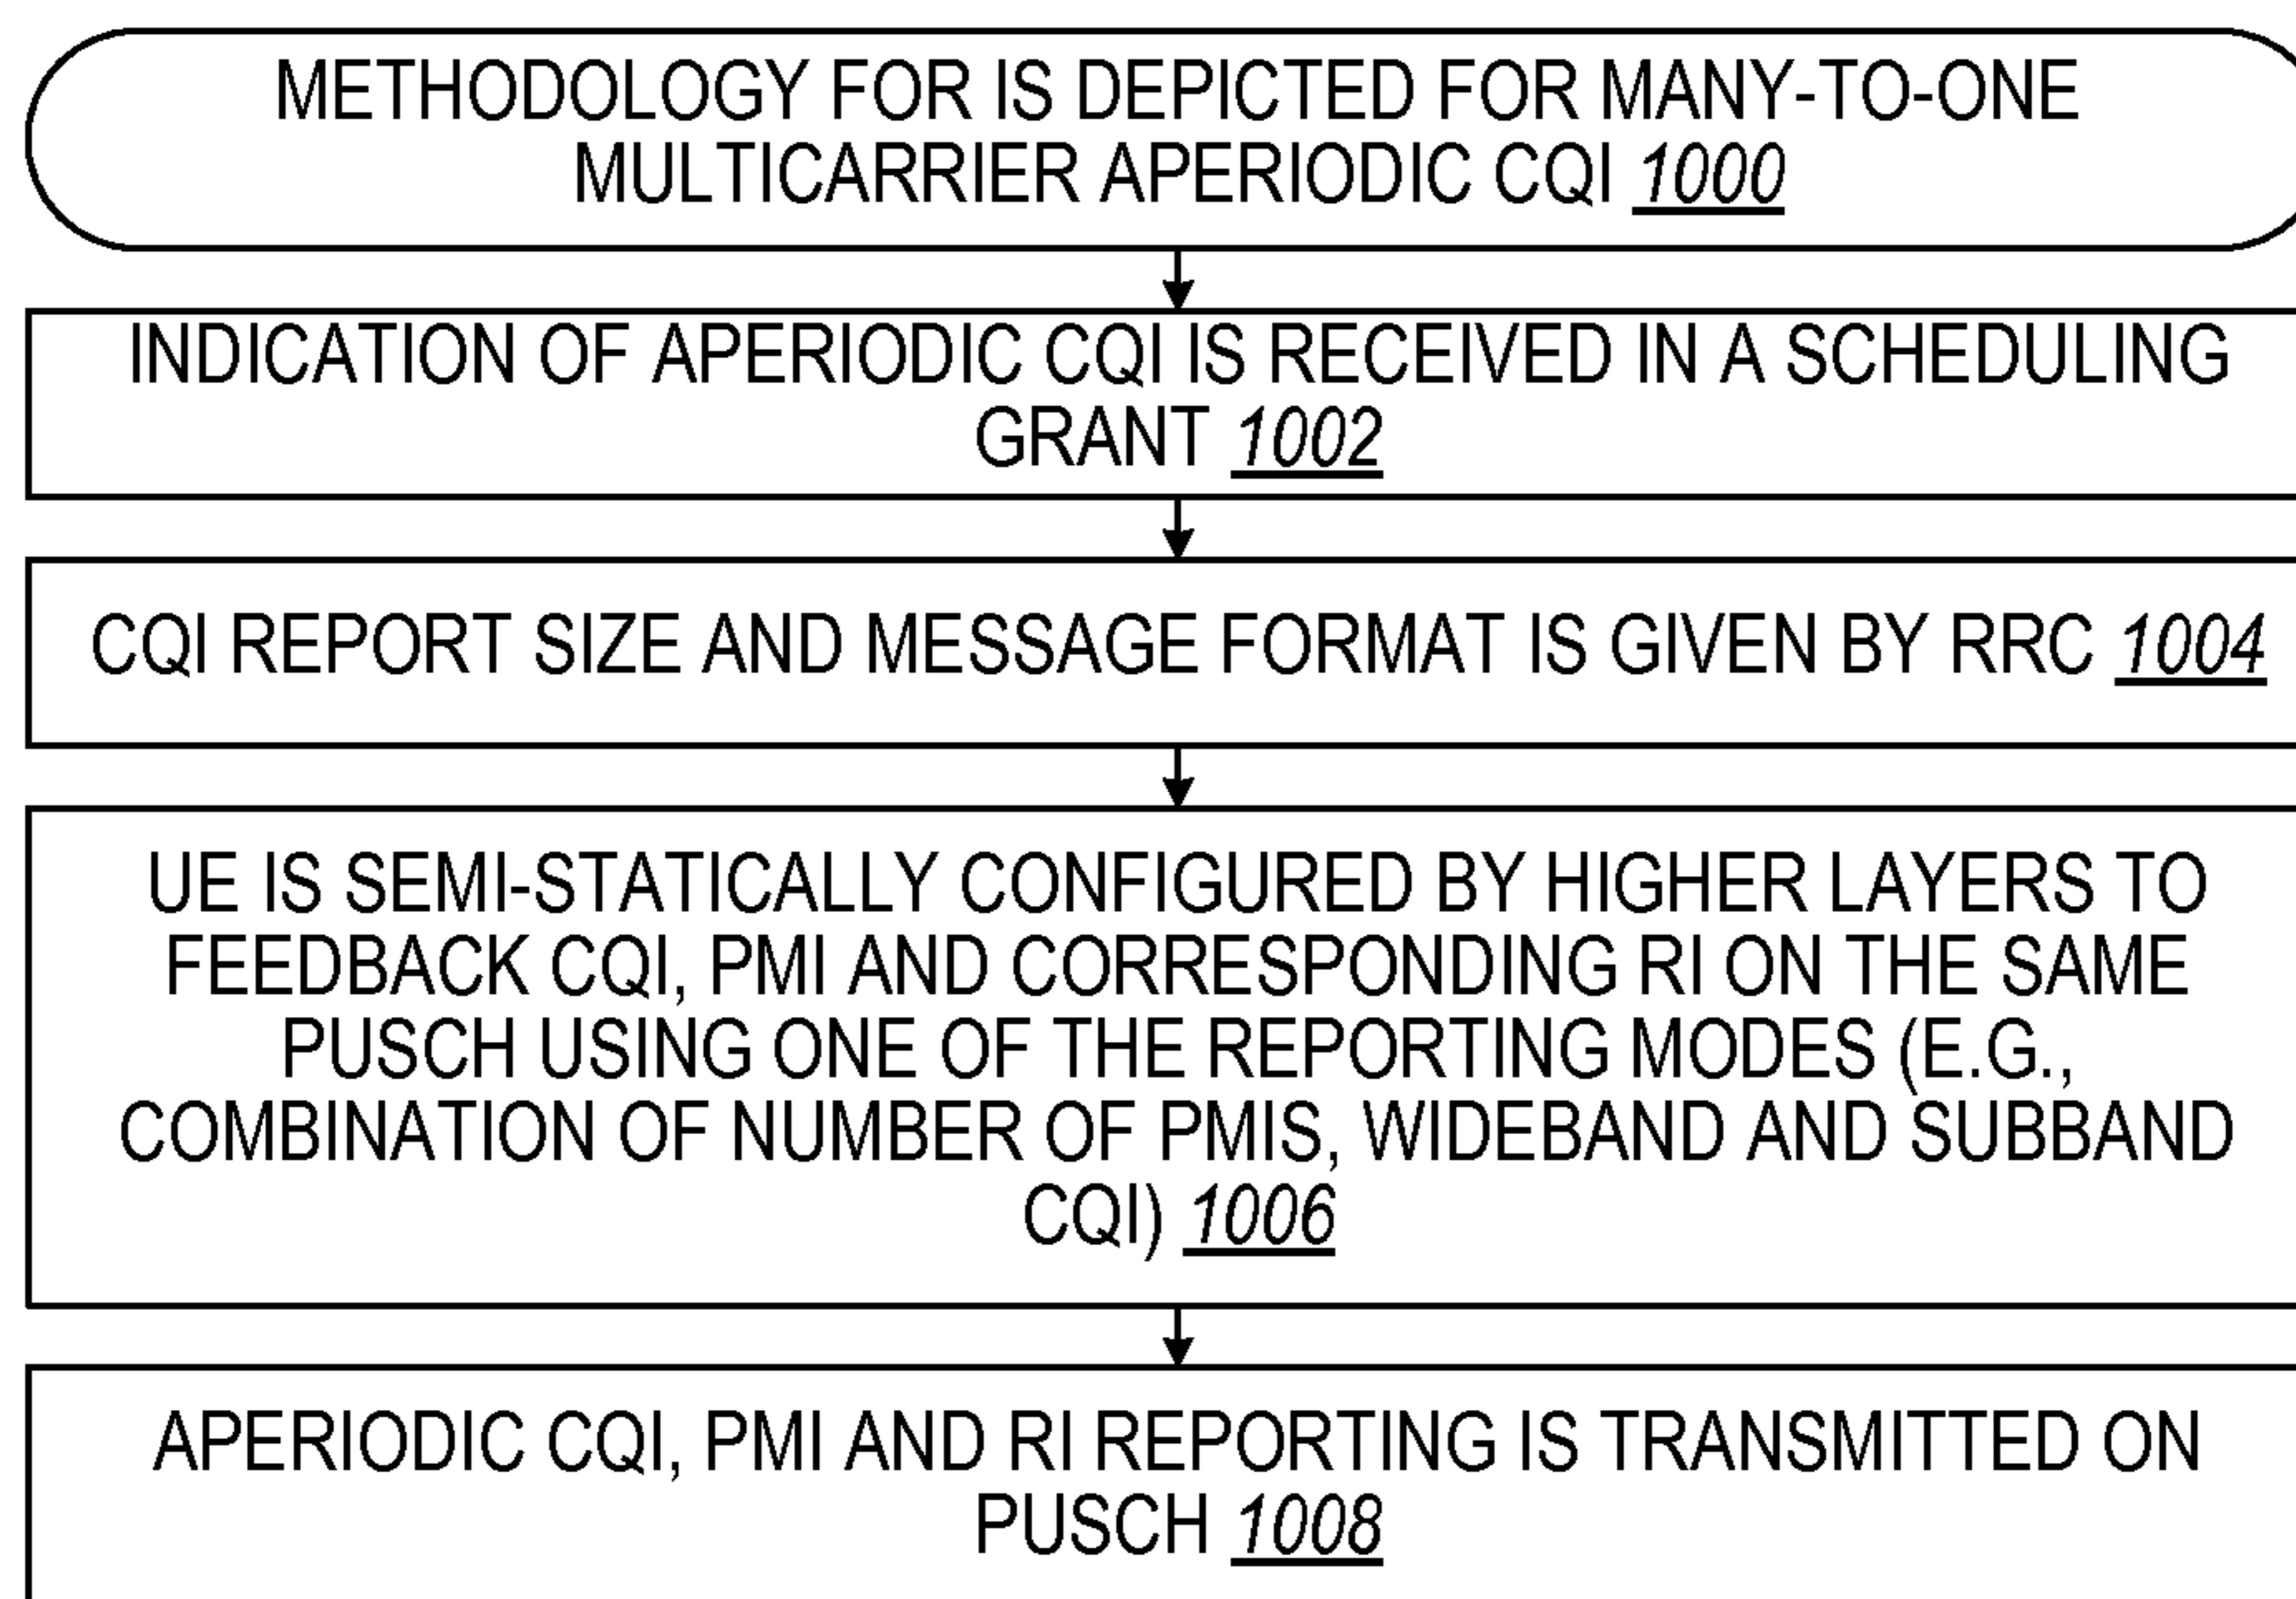 METHODOLOGY FOR IS DEPICTED FOR MANY-TO-ONE
MULTICARRIER APERIODIC CQI 1000
INDICATION OF APERIODIC CQI IS RECEIVED IN A SCHEDULING
GRANT 1002
CQI REPORT SIZE AND MESSAGE FORMAT IS GIVEN BY RRC 1004
UE IS SEMI-STATICALLY CONFIGURED BY HIGHER LAYERS TO
FEEDBACK CQI, PMI AND CORRESPONDING RI ON THE SAME
PUSCH USING ONE OF THE REPORTING MODES (E.G.,
COMBINATION OF NUMBER OF PMIS, WIDEBAND AND SUBBAND
CQI) 1006
APERIODIC CQI, PMI AND RI REPORTING IS TRANSMITTED ON
PUSCH 1008